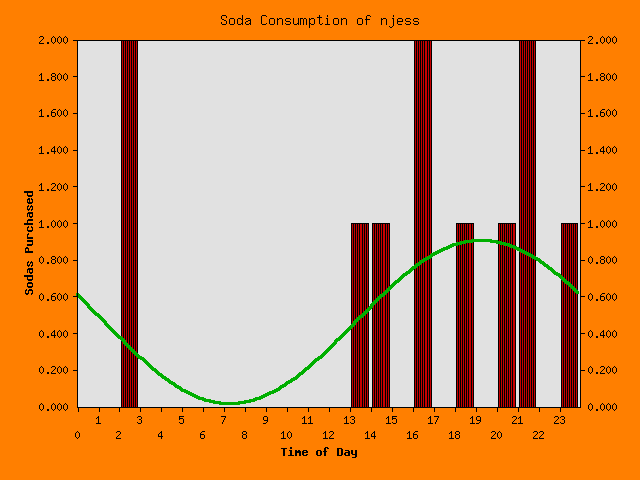 Soda Consumption of njess
2.000 2.000
1.800 1.800
1.600 1.600
1.400 1.400
1.200 1.200
1.000 1.000
0.800 0.800
0.600 0.600
0.400 0.400
0.200 0.200
0.000 0.000
Sodas Purchased
1 3 5 7 9 11 13 15 17 19 21 23
0 2 4 6 8 10 12 14 16 18 20 22
Time of Day